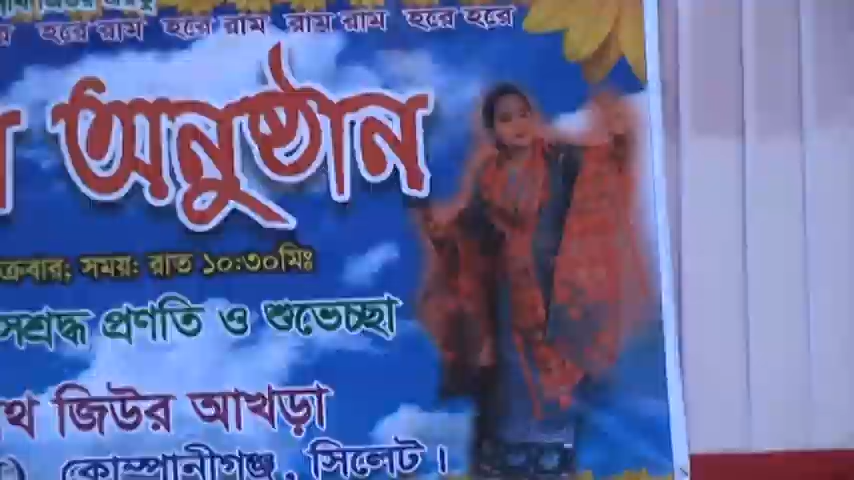 হরে রাম হরে রাম রাম রাম হরে হরে
অনুষ্ঠান
সময়: রাত ১০:৩০মিঃ
সশ্রদ্ধ প্রণতি ও শুভেচ্ছা
জিউর আখড়া
কোম্পানীগঞ্জ, সিলেট।